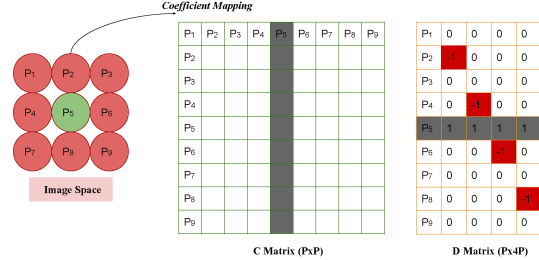 Coefficient Mapping
P1 P2 P3
P4 P5 P6
P7 P8 P9
Image Space
P1 P2 P3 P4 P5 P6 P7 P8 P9
P2
P3
P4
P5
P6
P7
P8
P9
C Matrix (PxP)
P1 0 0 0 0
P2 -1 0 0 0
P3 0 0 0 0
P4 0 -1 0 0
P5 1 1 1 1
P6 0 0 -1 0
P7 0 0 0 0
P8 0 0 0 -1
P9 0 0 0 0
D Matrix (Px4P)